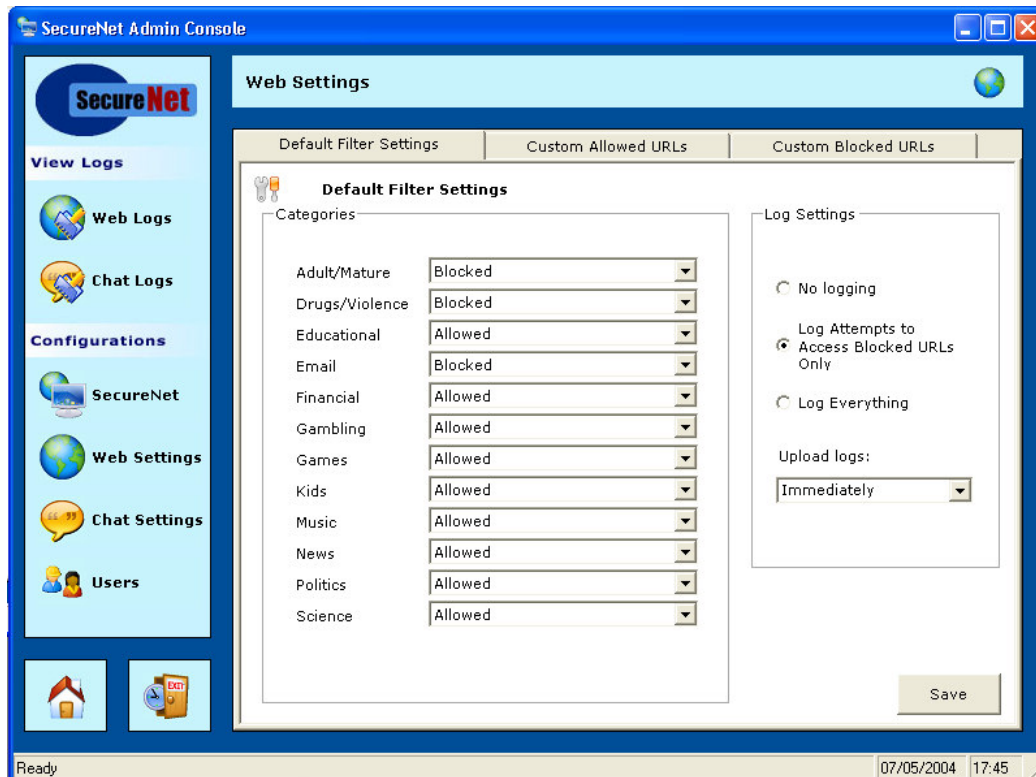 SecureNet Admin Console
SecureNet
View Logs
Web Logs
Chat Logs
Configurations
SecureNet
Web Settings
Chat Settings
Users
EXIT
Web Settings
Default Filter Settings
Custom Allowed URLs
Custom Blocked URLs
Default Filter Settings
Categories
Adult/Mature Blocked
Drugs/Violence Blocked
Educational Allowed
Email Blocked
Financial Allowed
Gambling Allowed
Games Allowed
Kids Allowed
Music Allowed
News Allowed
Politics Allowed
Science Allowed
Log Settings
No logging
Log Attempts to
Access Blocked URLs
Only
Log Everything
Upload logs:
Immediately
Save
Ready
07/05/2004 17:45